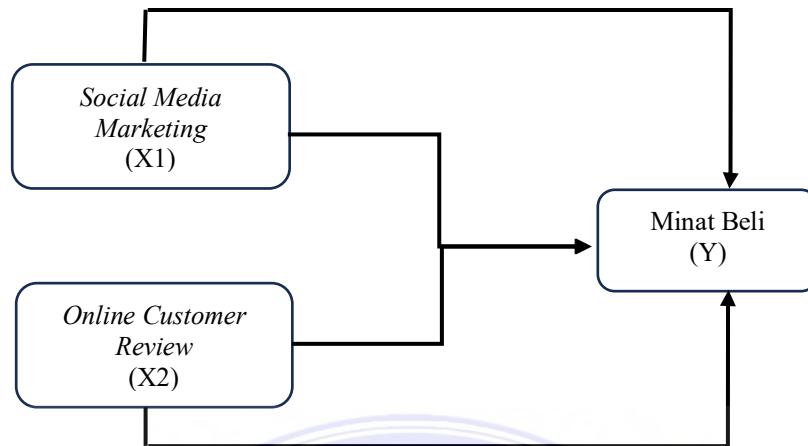 Social Media
Marketing
(X1)
Minat Beli
(Y)
Online Customer
Review
(X2)